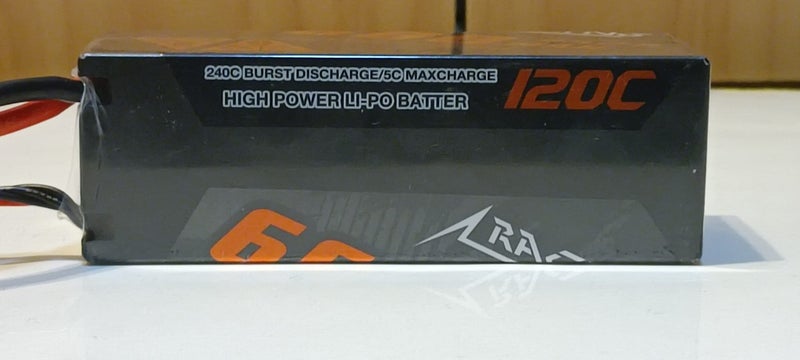 240C BURST DISCHARGE/5C MAXCHARGE
HIGH POWER LI-PO BATTER
120C